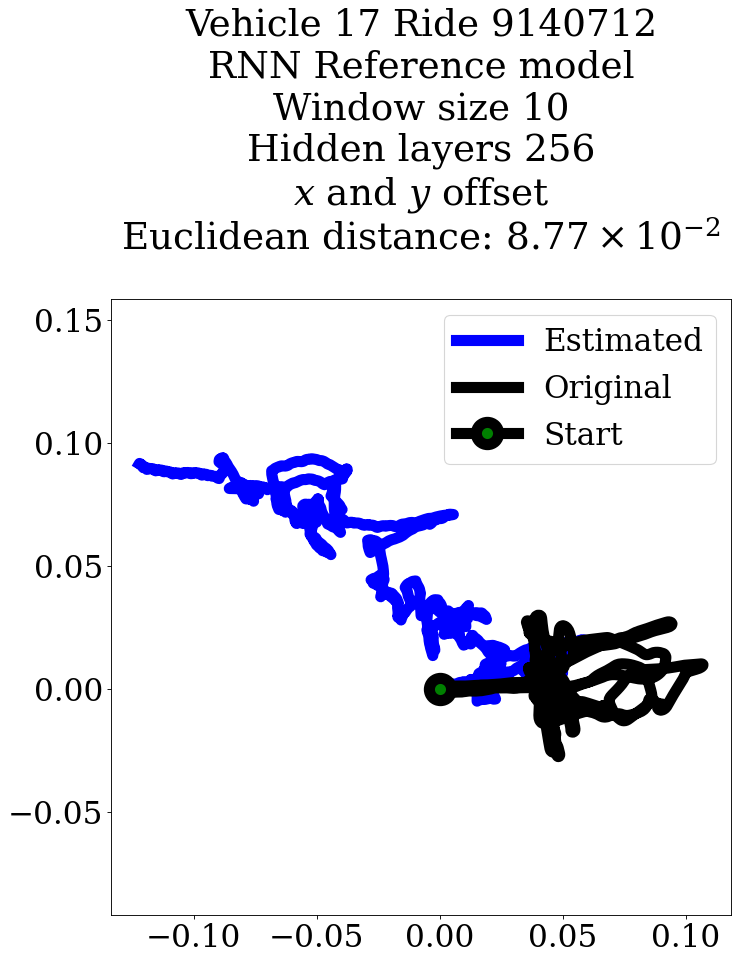 Vehicle 17 Ride 9140712
RNN Reference model
Window size 10
Hidden layers 256
x and y offset
Euclidean distance: 8.77 × 10⁻²
Estimated
Original
Start
0.15
0.10
0.05
0.00
−0.05
−0.10 −0.05 0.00 0.05 0.10